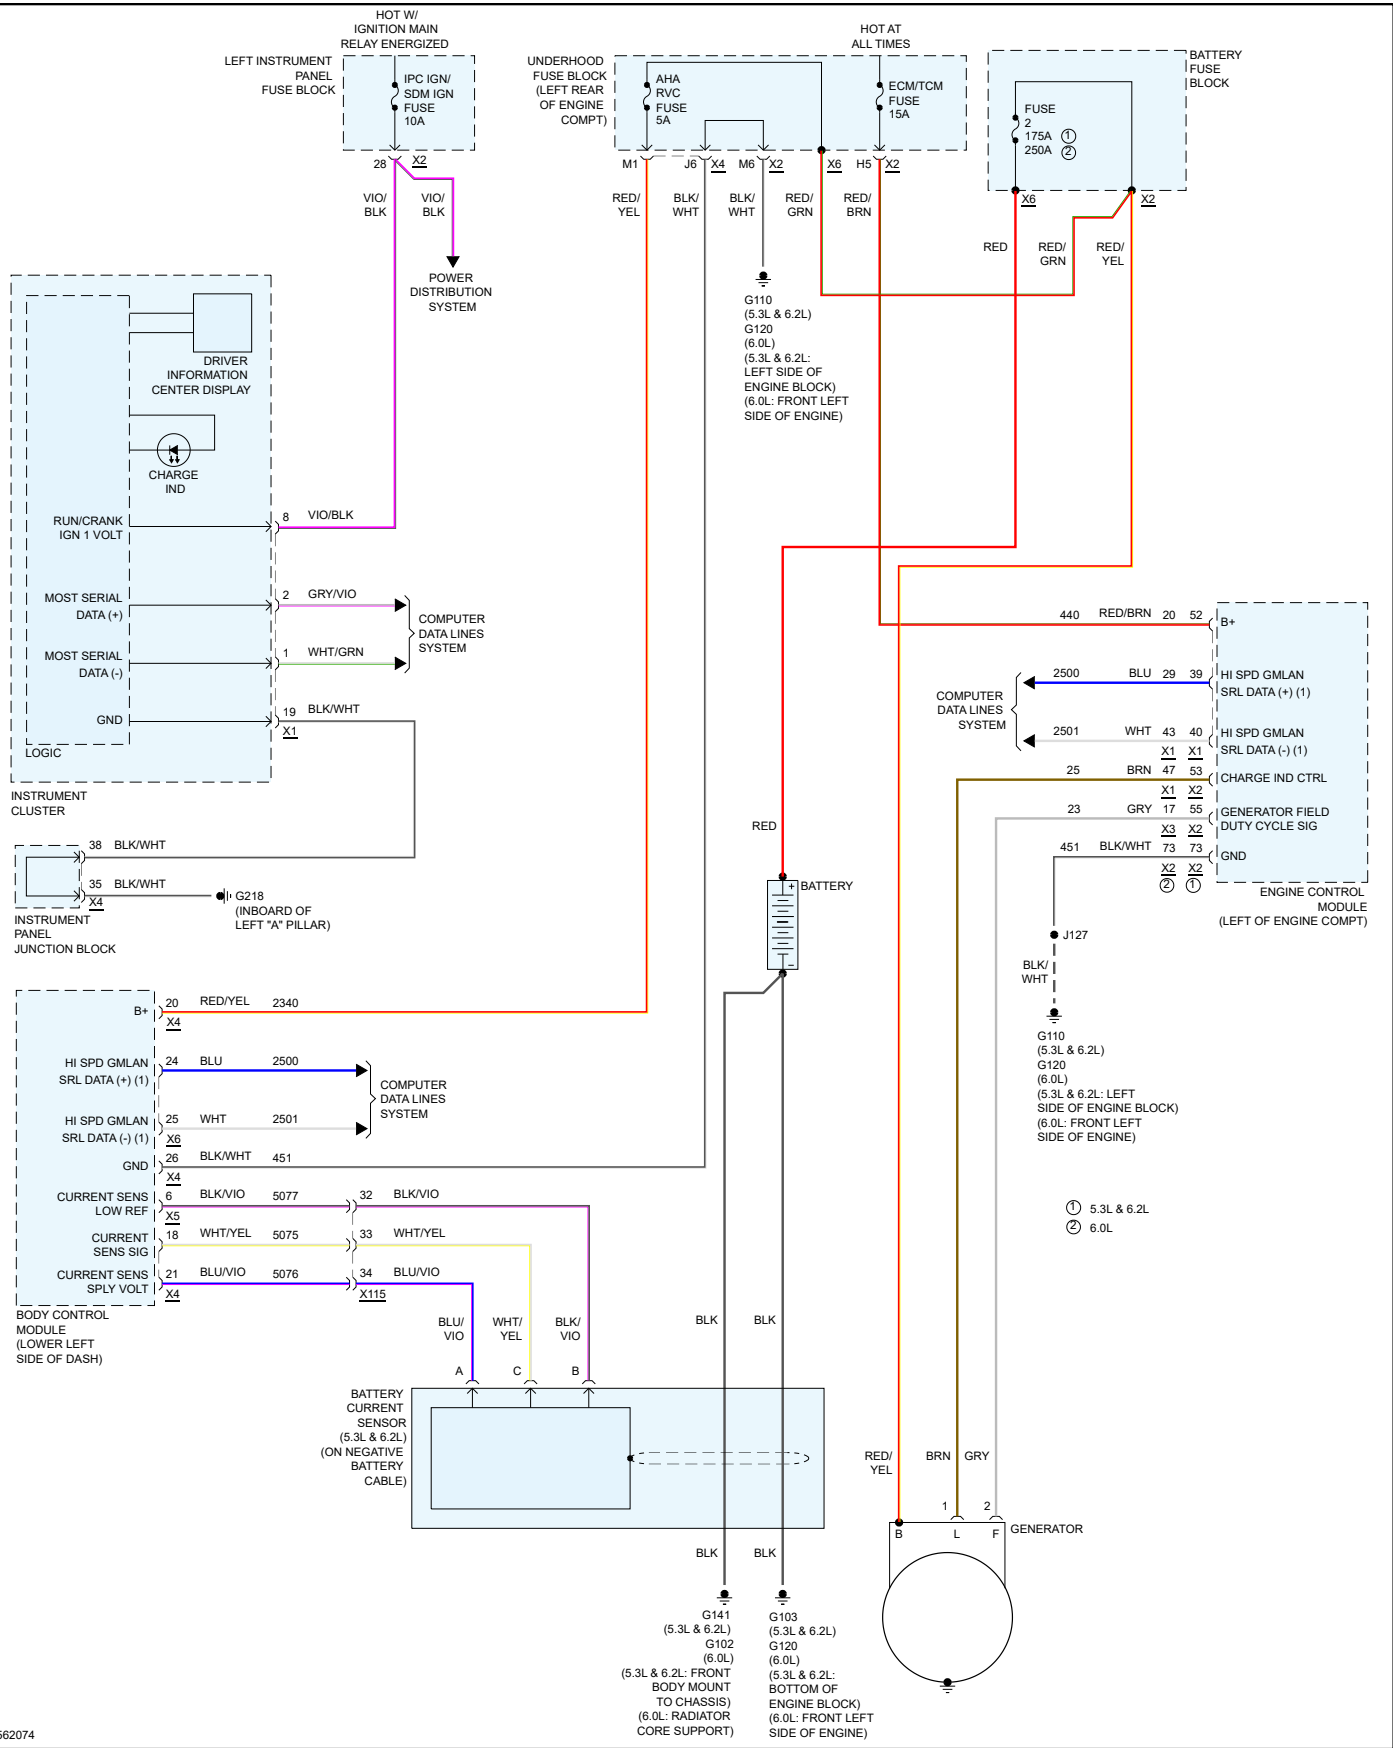 HOT W/
IGNITION MAIN
RELAY ENERGIZED
LEFT INSTRUMENT
PANEL
FUSE BLOCK
IPC IGN/
SDM IGN
FUSE
10A
28
X2
VIO/
BLK
VIO/
BLK
POWER
DISTRIBUTION
SYSTEM
UNDERHOOD
FUSE BLOCK
(LEFT REAR
OF ENGINE
COMPT)
HOT AT
ALL TIMES
AHA
RVC
FUSE
5A
ECM/TCM
FUSE
15A
M1
J6
X4
M6
X2
X6
H5
X2
RED/
YEL
BLK/
WHT
BLK/
WHT
RED/
GRN
RED/
BRN
BATTERY
FUSE
BLOCK
FUSE
2
175A 1
250A 2
X6
X2
RED
RED/
GRN
RED/
YEL
G110
(5.3L & 6.2L)
G120
(6.0L)
(5.3L & 6.2L:
LEFT SIDE OF
ENGINE BLOCK)
(6.0L: FRONT LEFT
SIDE OF ENGINE)
DRIVER
INFORMATION
CENTER DISPLAY
CHARGE
IND
RUN/CRANK
IGN 1 VOLT
8 VIO/BLK
MOST SERIAL
DATA (+)
2 GRY/VIO
MOST SERIAL
DATA (-)
1 WHT/GRN
COMPUTER
DATA LINES
SYSTEM
GND
19 BLK/WHT
X1
LOGIC
INSTRUMENT
CLUSTER
38 BLK/WHT
35 BLK/WHT
X4
G218
(INBOARD OF
LEFT "A" PILLAR)
INSTRUMENT
PANEL
JUNCTION BLOCK
440 RED/BRN 20 52 B+
2500 BLU 29 39 HI SPD GMLAN
SRL DATA (+) (1)
COMPUTER
DATA LINES
SYSTEM
2501 WHT 43 40 HI SPD GMLAN
X1 X1 SRL DATA (-) (1)
25 BRN 47 53 CHARGE IND CTRL
X1 X2
23 GRY 17 55 GENERATOR FIELD
X3 X2 DUTY CYCLE SIG
451 BLK/WHT 73 73 GND
X2 X2
2 1
ENGINE CONTROL
MODULE
(LEFT OF ENGINE COMPT)
J127
BLK/
WHT
G110
(5.3L & 6.2L)
G120
(6.0L)
(5.3L & 6.2L: LEFT
SIDE OF ENGINE BLOCK)
(6.0L: FRONT LEFT
SIDE OF ENGINE)
1 5.3L & 6.2L
2 6.0L
RED
+ BATTERY
−
B+ 20 RED/YEL 2340
X4
HI SPD GMLAN 24 BLU 2500
SRL DATA (+) (1)
HI SPD GMLAN 25 WHT 2501
SRL DATA (-) (1) X6
COMPUTER
DATA LINES
SYSTEM
GND 26 BLK/WHT 451
X4
CURRENT SENS 6 BLK/VIO 5077 32 BLK/VIO
LOW REF X5
CURRENT 18 WHT/YEL 5075 33 WHT/YEL
SENS SIG
CURRENT SENS 21 BLU/VIO 5076 34 BLU/VIO
SPLY VOLT X4 X115
BODY CONTROL
MODULE
(LOWER LEFT
SIDE OF DASH)
BLU/
VIO
WHT/
YEL
BLK/
VIO
BLK
BLK
A C B
BATTERY
CURRENT
SENSOR
(5.3L & 6.2L)
(ON NEGATIVE
BATTERY
CABLE)
RED/
YEL
BRN GRY
1 2
B L F
GENERATOR
BLK
BLK
G141
(5.3L & 6.2L)
G102
(6.0L)
(5.3L & 6.2L: FRONT
BODY MOUNT
TO CHASSIS)
(6.0L: RADIATOR
CORE SUPPORT)
G103
(5.3L & 6.2L)
G120
(6.0L)
(5.3L & 6.2L:
BOTTOM OF
ENGINE BLOCK)
(6.0L: FRONT LEFT
SIDE OF ENGINE)
562074